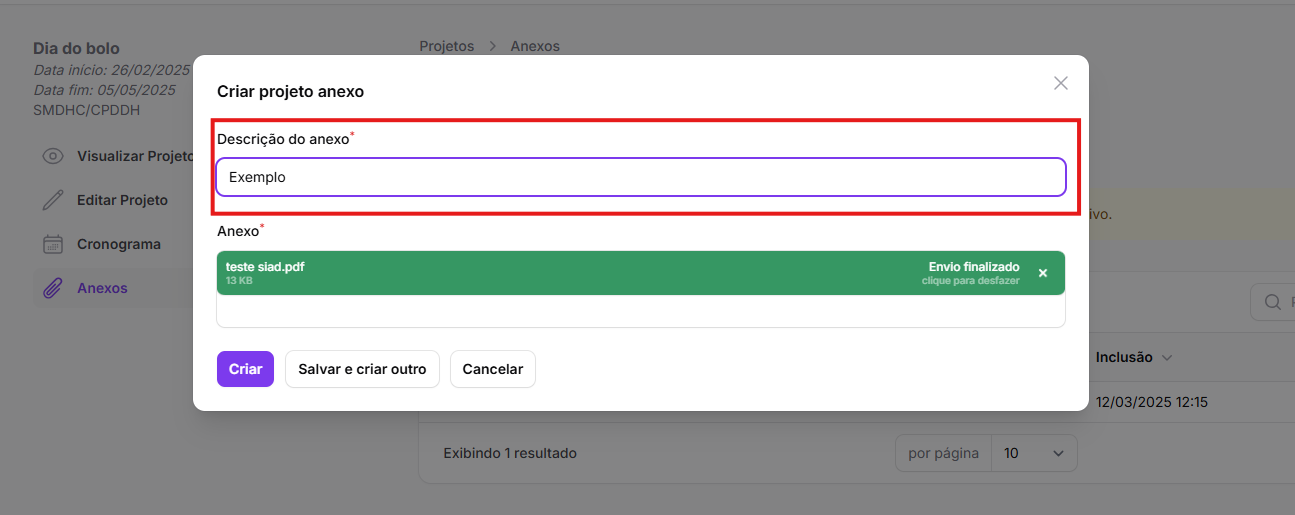 Dia do bolo
Data início: 26/02/2025
Data fim: 05/05/2025
SMDHC/CPDDH
Visualizar Projeto
Editar Projeto
Cronograma
Anexos
Projetos > Anexos
Criar projeto anexo
Descrição do anexo*
Exemplo
Anexo*
teste siad.pdf
13 KB
Envio finalizado
clique para desfazer
Criar
Salvar e criar outro
Cancelar
ivo.
Inclusão
12/03/2025 12:15
Exibindo 1 resultado
por página 10